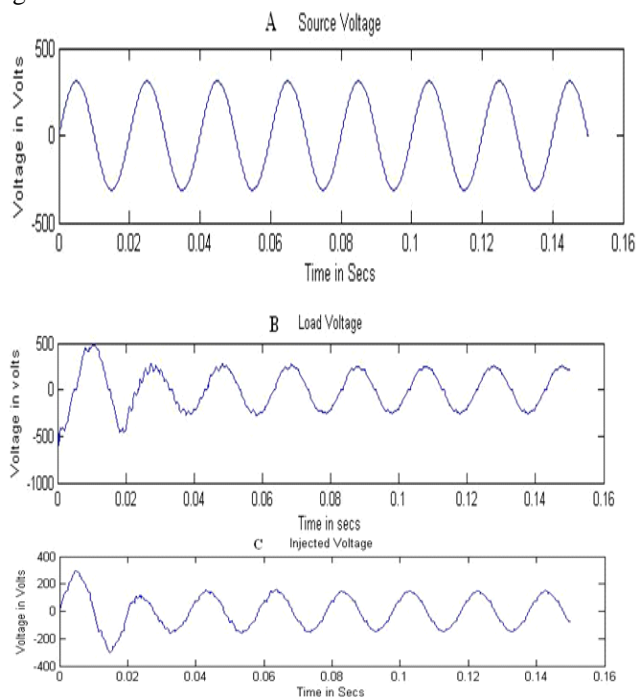 A Source Voltage
Voltage in Volts
500
0
-500
0 0.02 0.04 0.06 0.08 0.1 0.12 0.14 0.16
Time in Secs
B Load Voltage
Voltage in volts
500
0
-500
-1000
0 0.02 0.04 0.06 0.08 0.1 0.12 0.14 0.16
Time in secs
C Injected Voltage
Voltage in Volts
400
200
0
-200
-400
0 0.02 0.04 0.06 0.08 0.1 0.12 0.14 0.16
Time in Secs